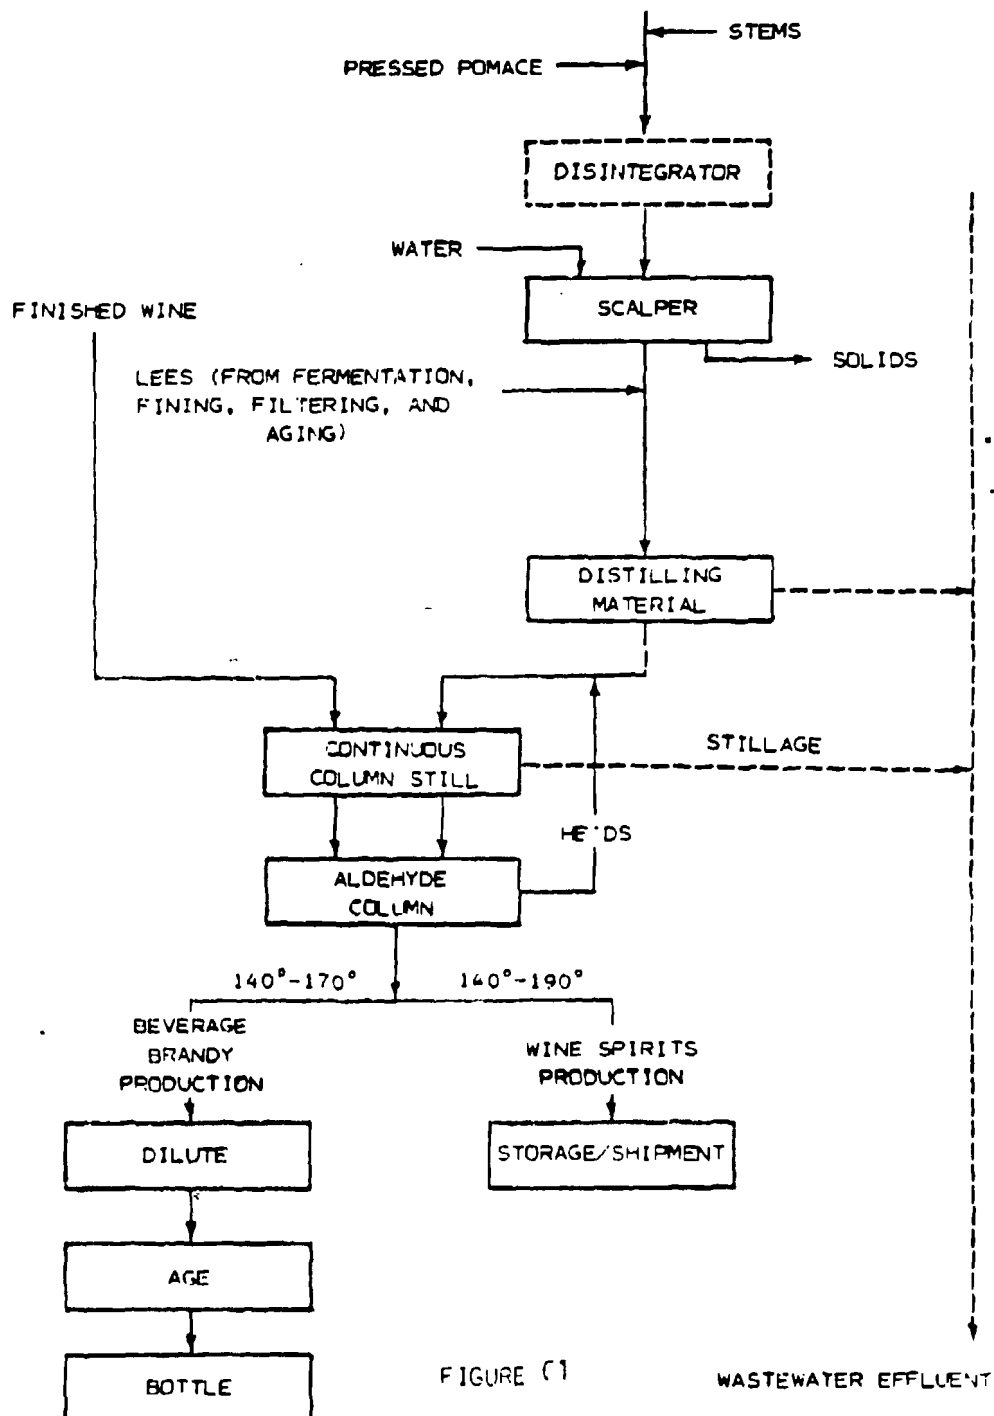 STEMS
PRESSED POMACE
DISINTEGRATOR
WATER
SCALPER
FINISHED WINE
SOLIDS
LEES (FROM FERMENTATION,
FINING, FILTERING, AND
AGING)
DISTILLING
MATERIAL
CONTINUOUS
COLUMN STILL
STILLAGE
HEADS
ALDEHYDE
COLUMN
140°-170°
140°-190°
BEVERAGE
BRANDY
PRODUCTION
WINE SPIRITS
PRODUCTION
DILUTE
STORAGE/SHIPMENT
AGE
BOTTLE
FIGURE
WASTEWATER EFFLUENT